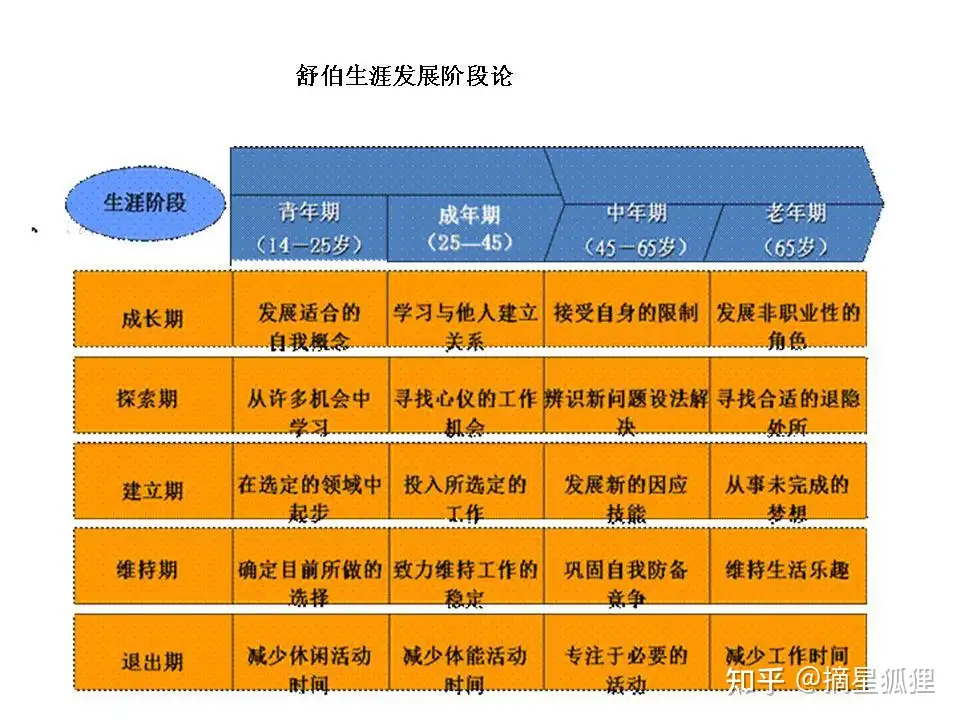 舒伯生涯发展阶段论
生涯阶段
青年期
(14－25岁)
成年期
(25—45)
中年期
(45－65岁)
老年期
(65岁)
成长期
发展适合的
自我概念
学习与他人建立
关系
接受自身的限制
发展非职业性的
角色
探索期
从许多机会中
学习
寻找心仪的工作
机会
辨识新问题设法解
决
寻找合适的退隐
处所
建立期
在选定的领域中
起步
投入所选定的
工作
发展新的因应
技能
从事未完成的
梦想
维持期
确定目前所做的
选择
致力维持工作的
稳定
巩固自我防备
竞争
维持生活乐趣
退出期
减少休闲活动
时间
减少体能活动
时间
专注于必要的
活动
减少工作时间
知乎 @摘星狐狸